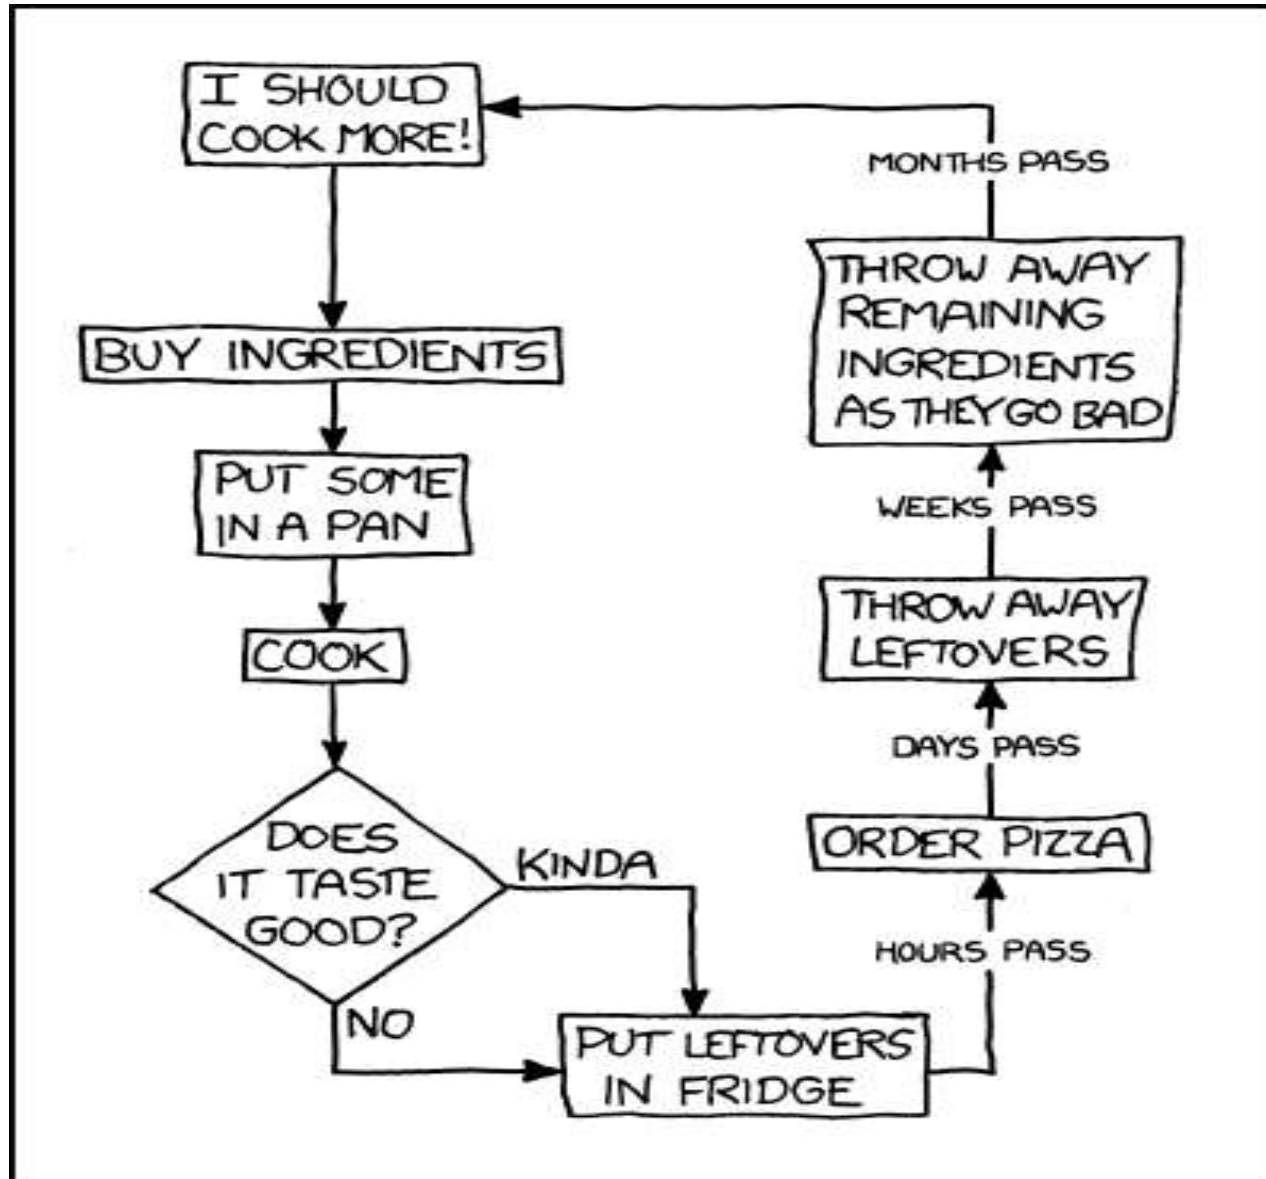 I SHOULD
COOK MORE!
BUY INGREDIENTS
PUT SOME
IN A PAN
COOK
DOES
IT TASTE
GOOD?
KINDA
NO
PUT LEFTOVERS
IN FRIDGE
HOURS PASS
ORDER PIZZA
DAYS PASS
THROW AWAY
LEFTOVERS
WEEKS PASS
THROW AWAY
REMAINING
INGREDIENTS
AS THEY GO BAD
MONTHS PASS